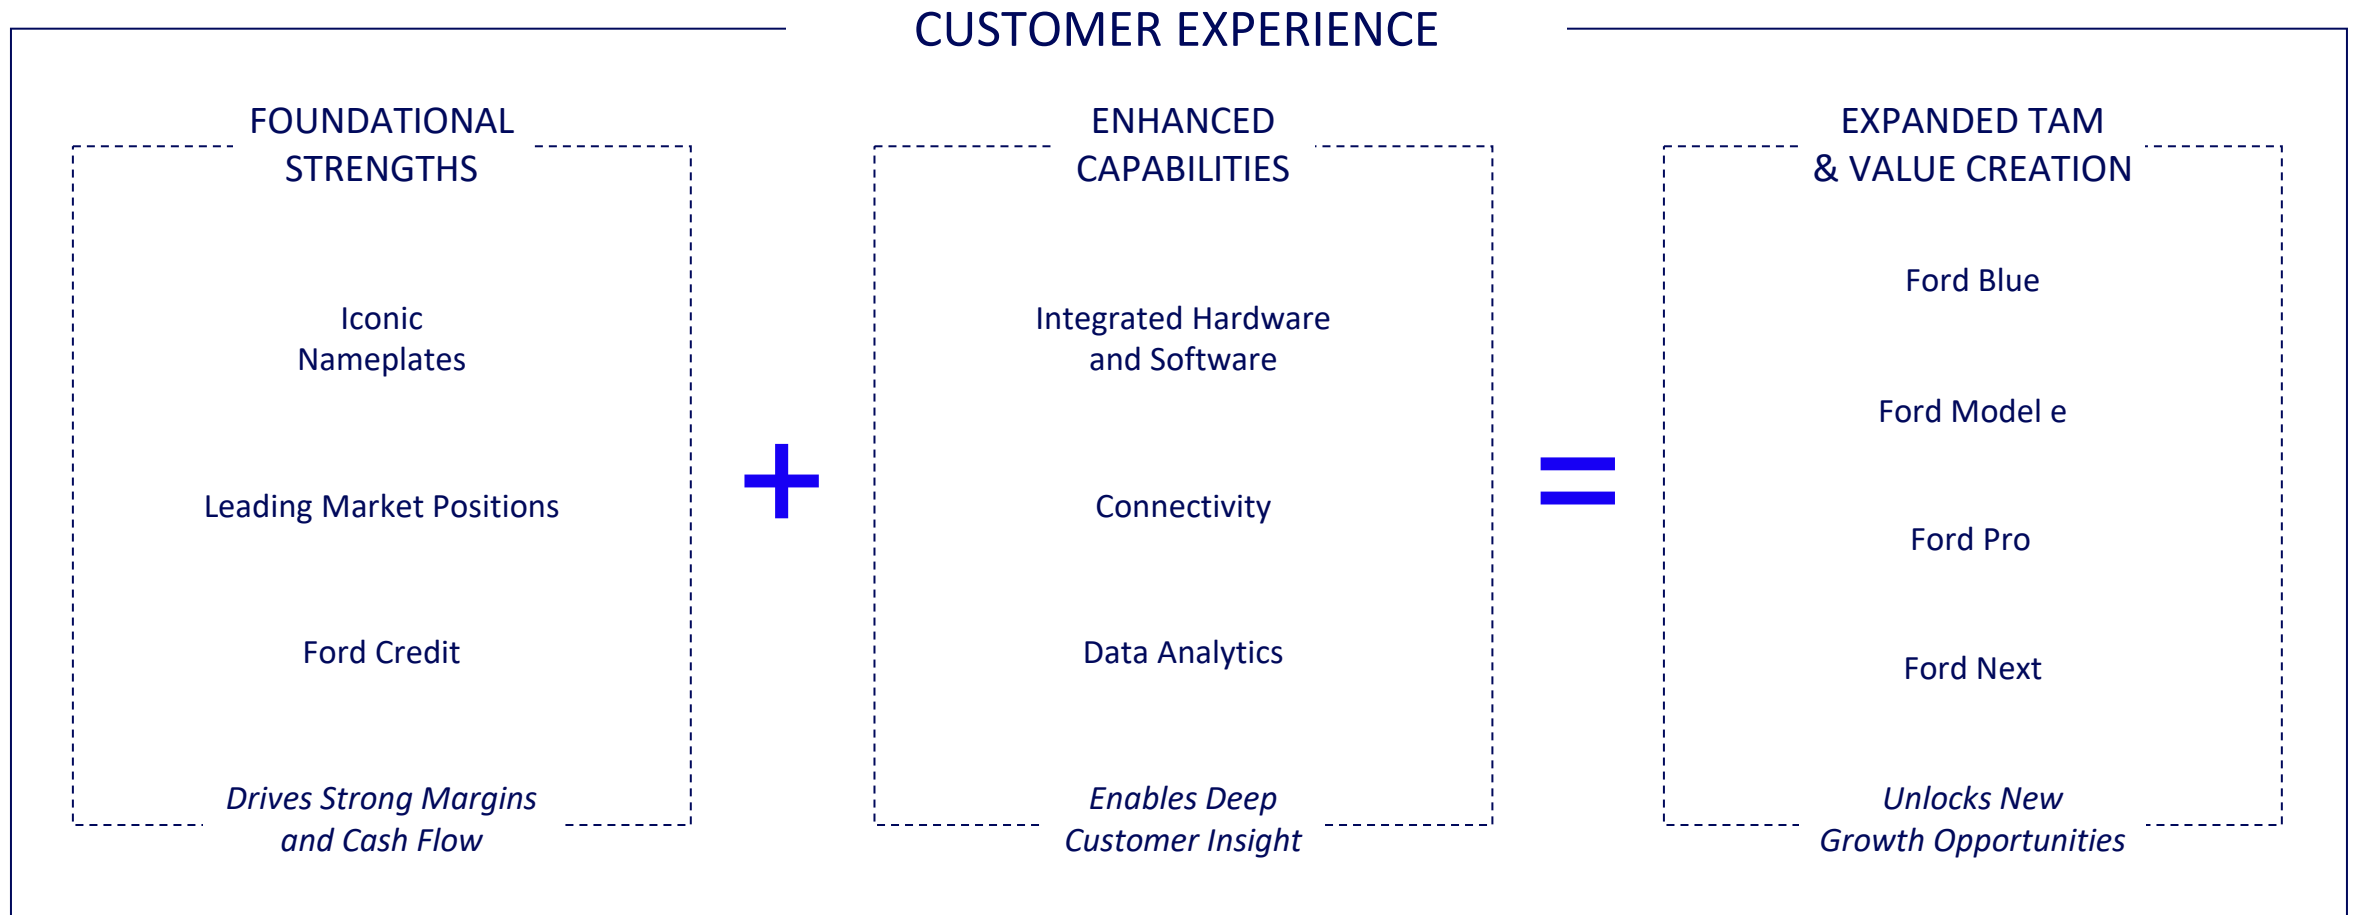 CUSTOMER EXPERIENCE
FOUNDATIONAL
STRENGTHS
Iconic
Nameplates
Leading Market Positions
Ford Credit
Drives Strong Margins
and Cash Flow
+
ENHANCED
CAPABILITIES
Integrated Hardware
and Software
Connectivity
Data Analytics
Enables Deep
Customer Insight
=
EXPANDED TAM
& VALUE CREATION
Ford Blue
Ford Model e
Ford Pro
Ford Next
Unlocks New
Growth Opportunities